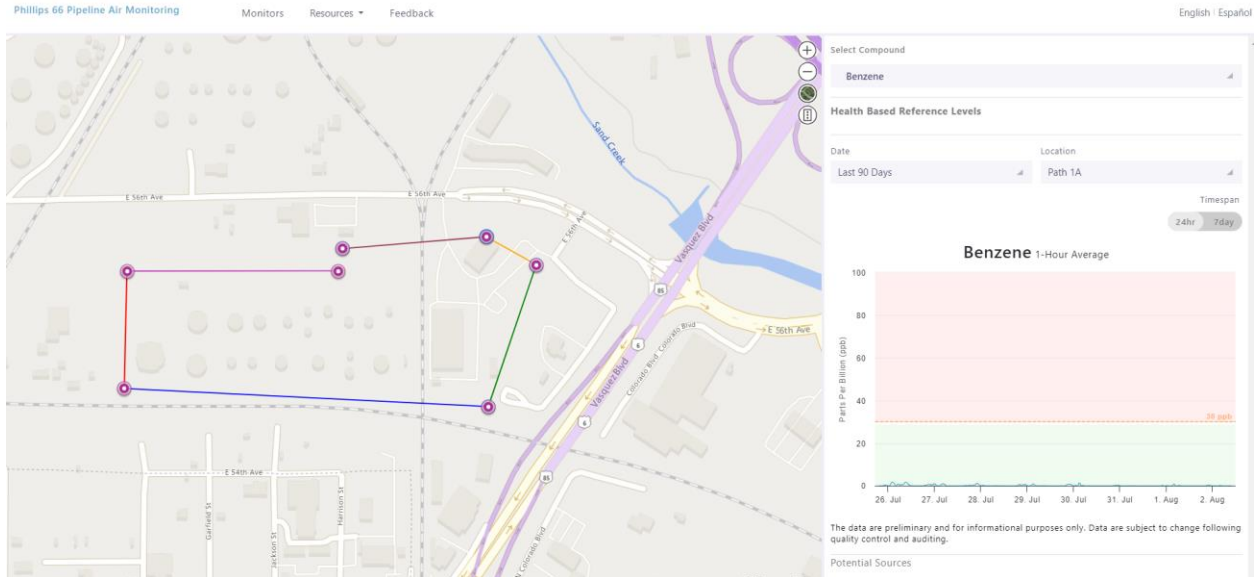 Phillips 66 Pipeline Air Monitoring
Monitors
Resources
Feedback
English | Español
Sand Creek
E 56th Ave
E 56th Ave
E 56th Ave
E 56th Ave
Vasquez Blvd
85
6
Colorado Blvd
Colorado Blvd
Vasquez Blvd
6
85
E 54th Ave
Garfield St
Jackson St
Harrison St
N Colorado Blvd
Select Compound
Benzene
Health Based Reference Levels
Date
Location
Last 90 Days
Path 1A
Timespan
24hr
7day
Benzene 1-Hour Average
Parts Per Billion (ppb)
100
80
60
40
30 ppb
20
0
26. Jul
27. Jul
28. Jul
29. Jul
30. Jul
31. Jul
1. Aug
2. Aug
The data are preliminary and for informational purposes only. Data are subject to change following
quality control and auditing.
Potential Sources